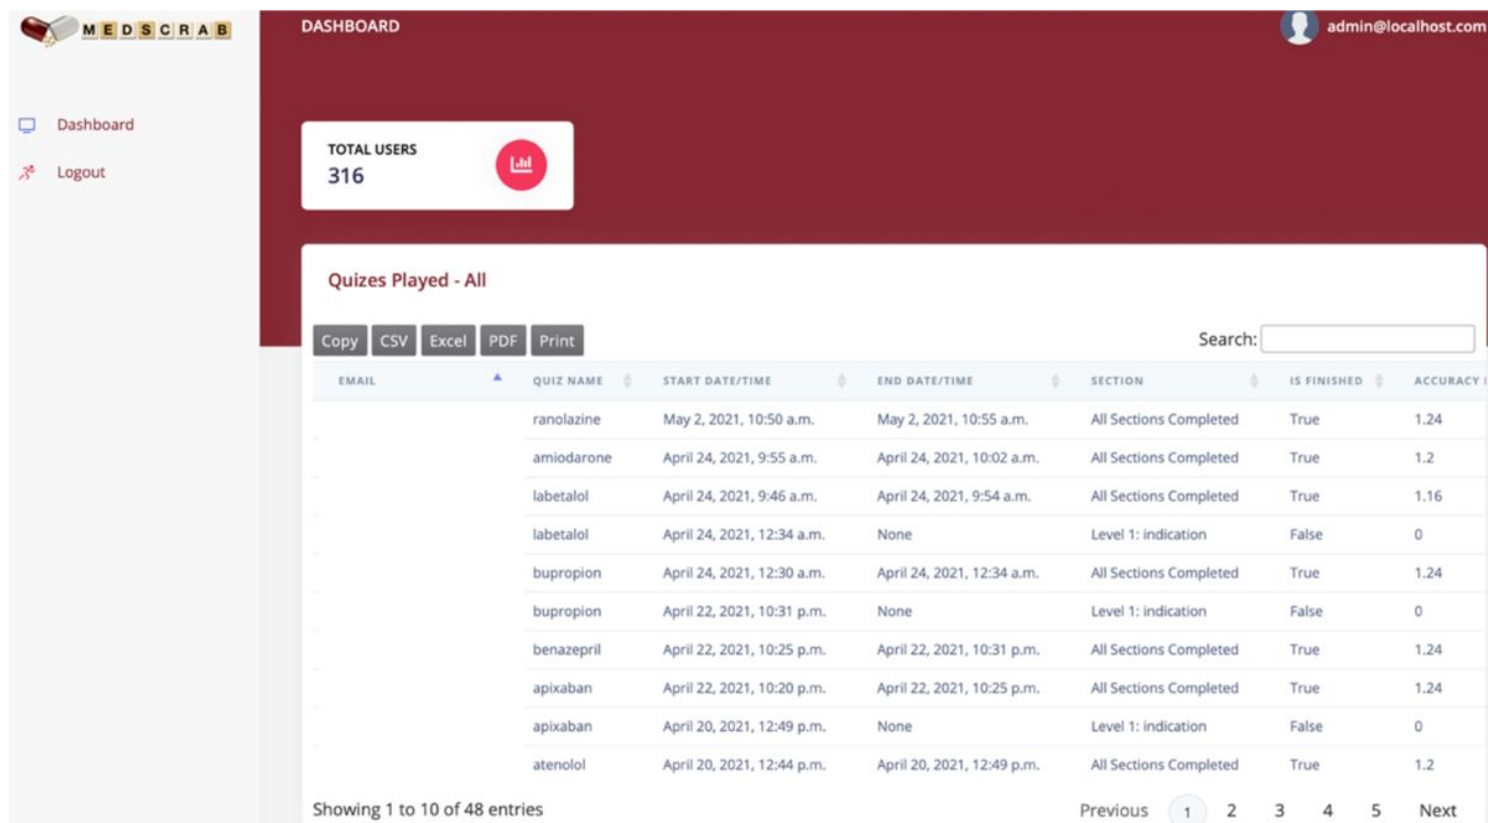 MEDSCRAB
DASHBOARD
admin@localhost.com
Dashboard
Logout
TOTAL USERS
316
Quizes Played - All
Copy CSV Excel PDF Print Search:
EMAIL QUIZ NAME START DATE/TIME END DATE/TIME SECTION IS FINISHED ACCURACY
ranolazine May 2, 2021, 10:50 a.m. May 2, 2021, 10:55 a.m. All Sections Completed True 1.24
amiodarone April 24, 2021, 9:55 a.m. April 24, 2021, 10:02 a.m. All Sections Completed True 1.2
labetalol April 24, 2021, 9:46 a.m. April 24, 2021, 9:54 a.m. All Sections Completed True 1.16
labetalol April 24, 2021, 12:34 a.m. None Level 1: indication False 0
bupropion April 24, 2021, 12:30 a.m. April 24, 2021, 12:34 a.m. All Sections Completed True 1.24
bupropion April 22, 2021, 10:31 p.m. None Level 1: indication False 0
benazepril April 22, 2021, 10:25 p.m. April 22, 2021, 10:31 p.m. All Sections Completed True 1.24
apixaban April 22, 2021, 10:20 p.m. April 22, 2021, 10:25 p.m. All Sections Completed True 1.24
apixaban April 20, 2021, 12:49 p.m. None Level 1: indication False 0
atenolol April 20, 2021, 12:44 p.m. April 20, 2021, 12:49 p.m. All Sections Completed True 1.2
Showing 1 to 10 of 48 entries Previous 1 2 3 4 5 Next